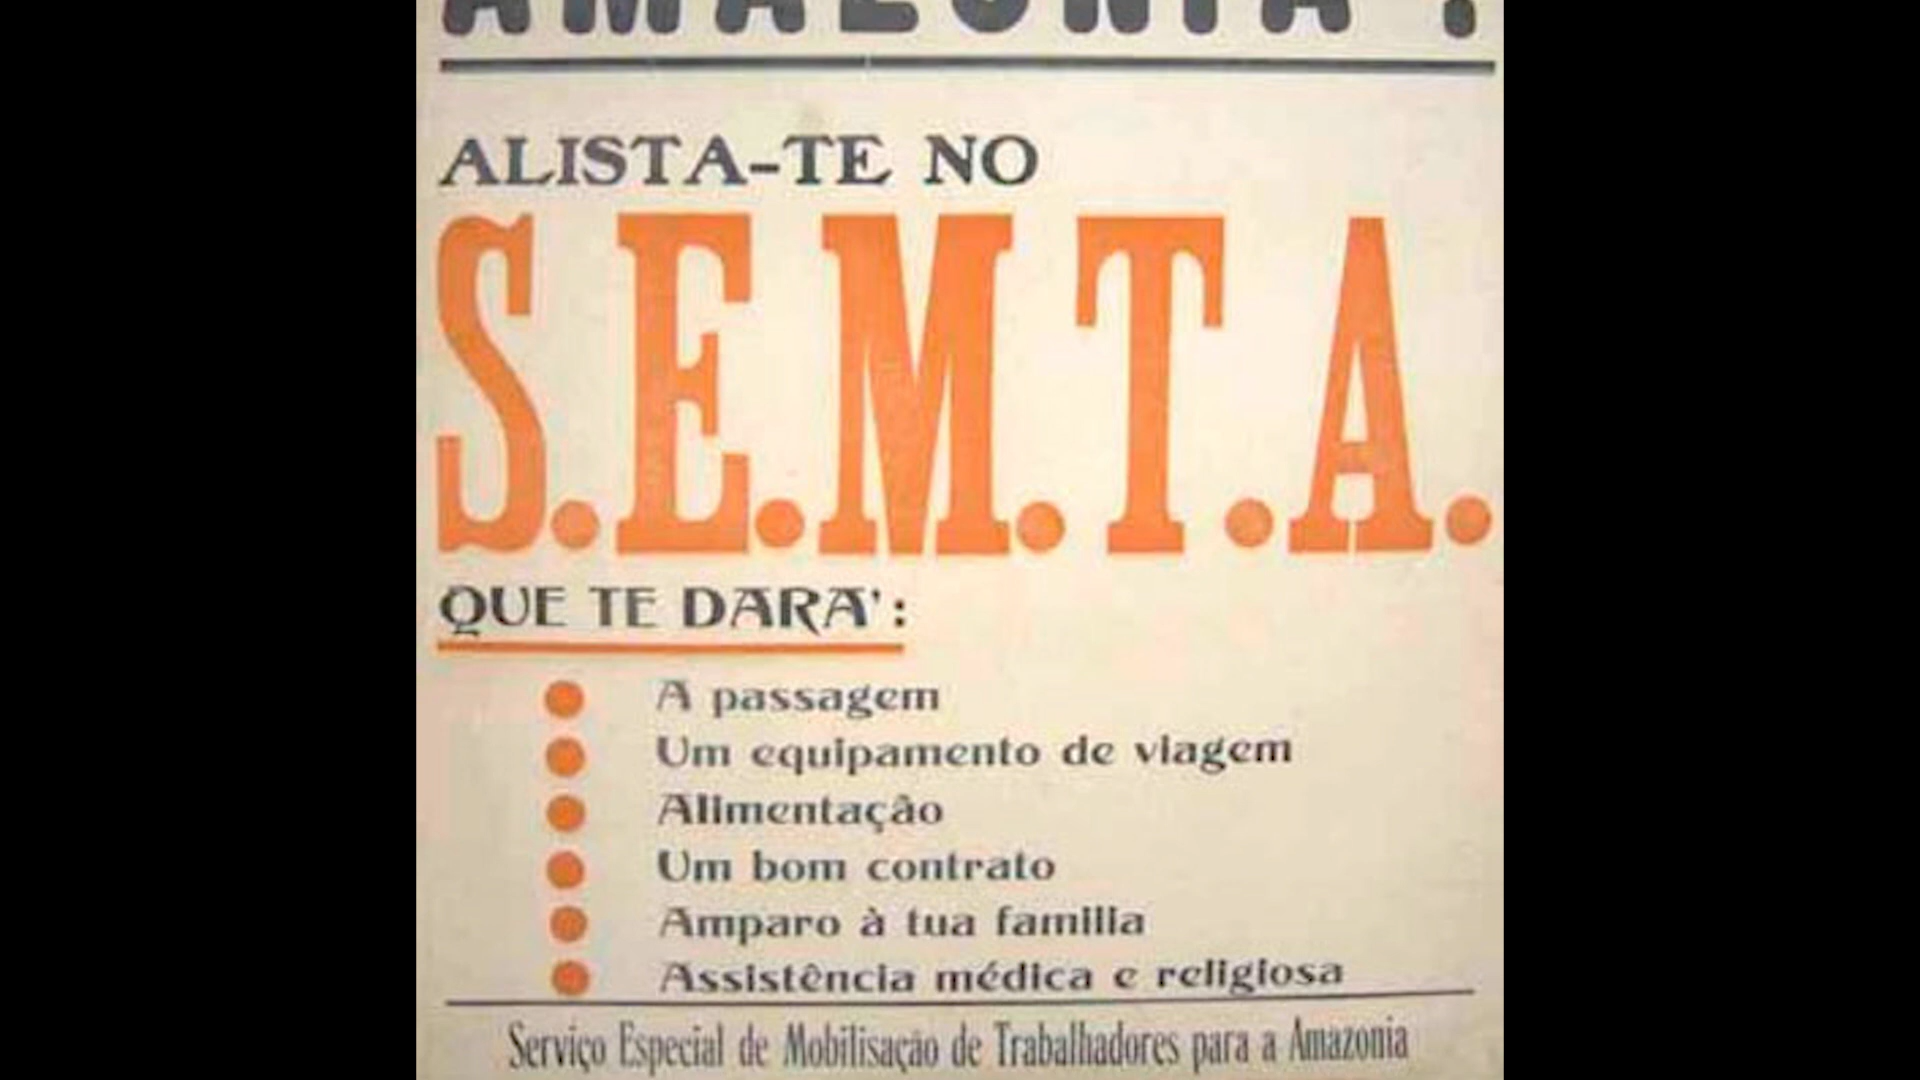 AMAZONIA !
ALISTA-TE NO
S.E.M.T.A.
QUE TE DARA':
A passagem
Um equipamento de viagem
Alimentação
Um bom contrato
Amparo à tua familia
Assistência médica e religiosa
Serviço Especial de Mobilisação de Trabalhadores para a Amazonia